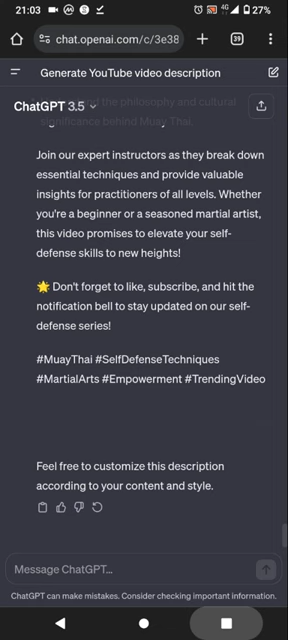 21:03
4G
27%
chat.openai.com/c/3e38
39
Generate YouTube video description
ChatGPT 3.5
the philosophy and cultural
significance behind Muay Thai.
Join our expert instructors as they break down
essential techniques and provide valuable
insights for practitioners of all levels. Whether
you're a beginner or a seasoned martial artist,
this video promises to elevate your self-
defense skills to new heights!
🌟 Don't forget to like, subscribe, and hit the
notification bell to stay updated on our self-
defense series!
#MuayThai #SelfDefenseTechniques
#MartialArts #Empowerment #TrendingVideo
Feel free to customize this description
according to your content and style.
Message ChatGPT...
ChatGPT can make mistakes. Consider checking important information.